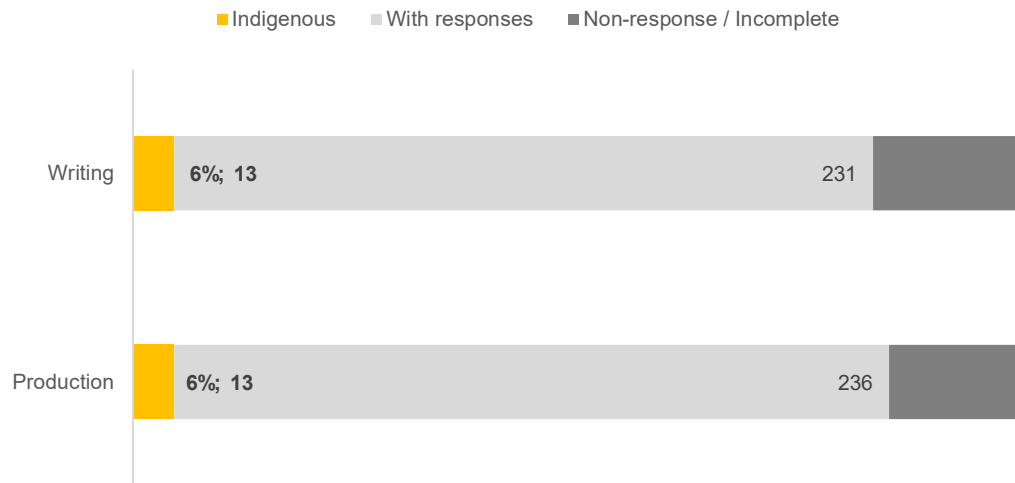 Indigenous With responses Non-response / Incomplete
Writing 6%; 13 231
Production 6%; 13 236